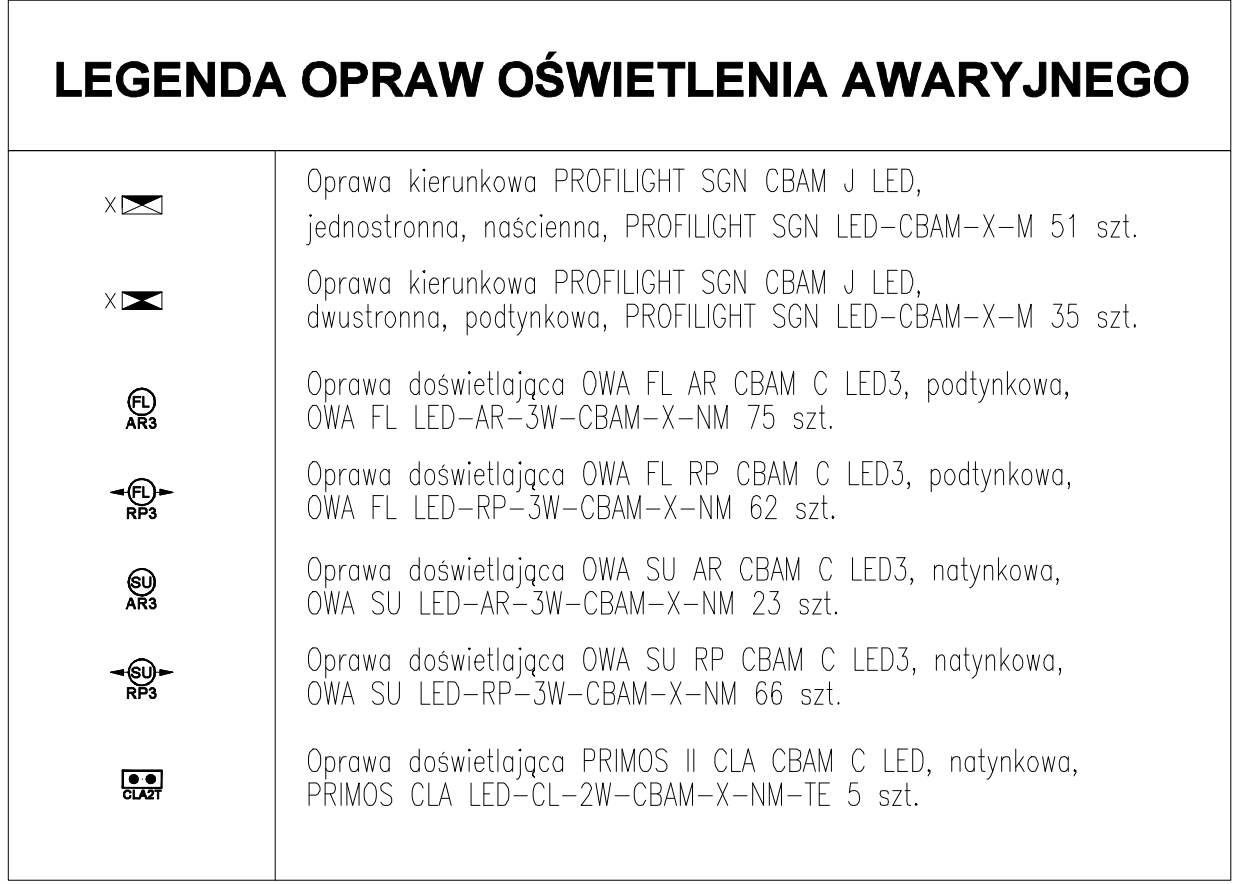 LEGENDA OPRAW OŚWIETLENIA AWARYJNEGO
X
Oprawa kierunkowa PROFILIGHT SGN CBAM J LED,
jednostronna, naścienna, PROFILIGHT SGN LED-CBAM-X-M 51 szt.
X
Oprawa kierunkowa PROFILIGHT SGN CBAM J LED,
dwustronna, podtynkowa, PROFILIGHT SGN LED-CBAM-X-M 35 szt.
FL
AR3
Oprawa doświetlająca OWA FL AR CBAM C LED3, podtynkowa,
OWA FL LED-AR-3W-CBAM-X-NM 75 szt.
FL
RP3
Oprawa doświetlająca OWA FL RP CBAM C LED3, podtynkowa,
OWA FL LED-RP-3W-CBAM-X-NM 62 szt.
SU
AR3
Oprawa doświetlająca OWA SU AR CBAM C LED3, natynkowa,
OWA SU LED-AR-3W-CBAM-X-NM 23 szt.
SU
RP3
Oprawa doświetlająca OWA SU RP CBAM C LED3, natynkowa,
OWA SU LED-RP-3W-CBAM-X-NM 66 szt.
CLA2T
Oprawa doświetlająca PRIMOS II CLA CBAM C LED, natynkowa,
PRIMOS CLA LED-CL-2W-CBAM-X-NM-TE 5 szt.